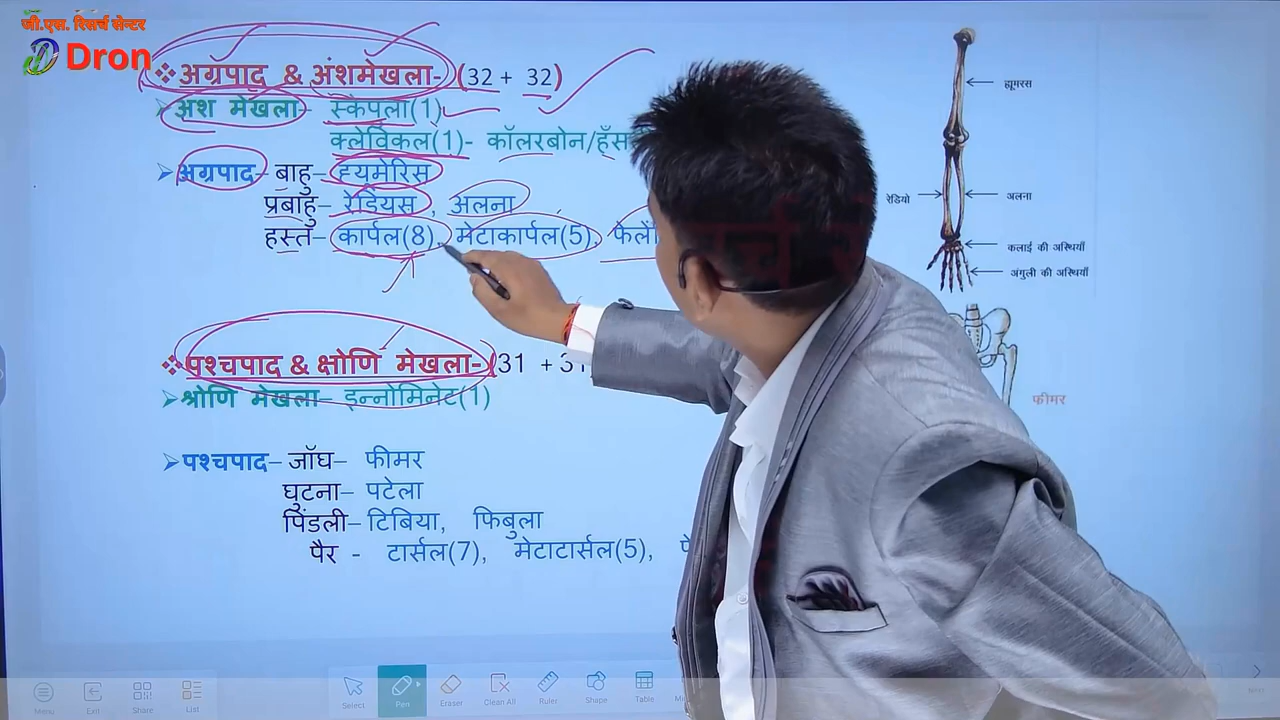 जी.एस. रिसर्च सेन्टर
Dron
❖अग्रपाद & अंशमेखला- (32 + 32)
➢अंश मेखला– स्कैपुला(1)
क्लेविकल(1)- कॉलरबोन/हँस
➢अग्रपाद– बाहु– ह्यूमेरिस
प्रबाहु– रेडियस , अलना
हस्त– कार्पल(8), मेटाकार्पल(5),
ह्यूमरस
रेडियो
अलना
कलाई की अस्थियाँ
अंगुली की अस्थियाँ
❖पश्चपाद & क्षोणि मेखला- (31 + 31
➢श्रोणि मेखला– इन्नोमिनेट(1)
फीमर
➢पश्चपाद– जॉघ– फीमर
घुटना– पटेला
पिंडली– टिबिया, फिबुला
पैर - टार्सल(7), मेटाटार्सल(5),
Menu Exit Share List Select Pen Eraser Clean All Ruler Shape Table